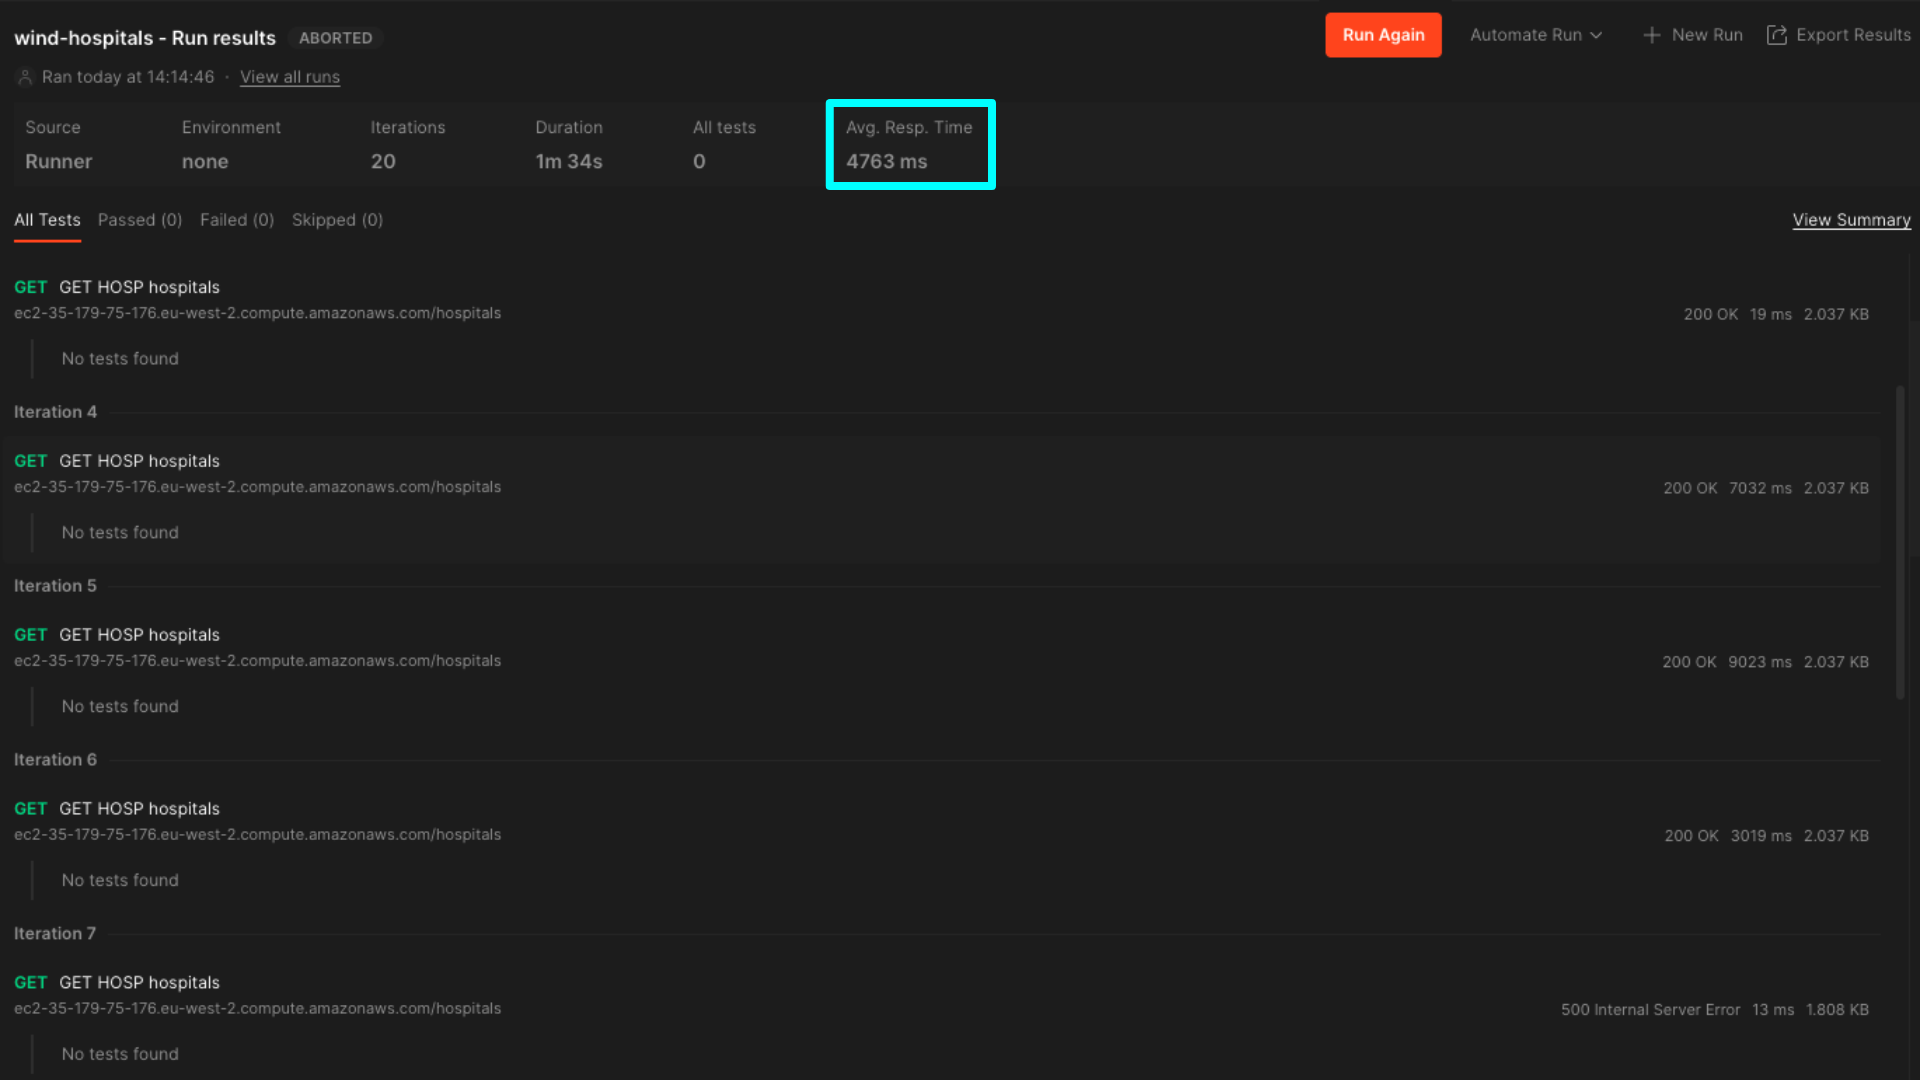 wind-hospitals - Run results ABORTED Run Again Automate Run New Run Export Results
Ran today at 14:14:46 · View all runs
Source Environment Iterations Duration All tests Avg. Resp. Time
Runner none 20 1m 34s 0 4763 ms
All Tests Passed (0) Failed (0) Skipped (0) View Summary
GET GET HOSP hospitals
ec2-35-179-75-176.eu-west-2.compute.amazonaws.com/hospitals 200 OK 19 ms 2.037 KB
No tests found
Iteration 4
GET GET HOSP hospitals
ec2-35-179-75-176.eu-west-2.compute.amazonaws.com/hospitals 200 OK 7032 ms 2.037 KB
No tests found
Iteration 5
GET GET HOSP hospitals
ec2-35-179-75-176.eu-west-2.compute.amazonaws.com/hospitals 200 OK 9023 ms 2.037 KB
No tests found
Iteration 6
GET GET HOSP hospitals
ec2-35-179-75-176.eu-west-2.compute.amazonaws.com/hospitals 200 OK 3019 ms 2.037 KB
No tests found
Iteration 7
GET GET HOSP hospitals
ec2-35-179-75-176.eu-west-2.compute.amazonaws.com/hospitals 500 Internal Server Error 13 ms 1.808 KB
No tests found